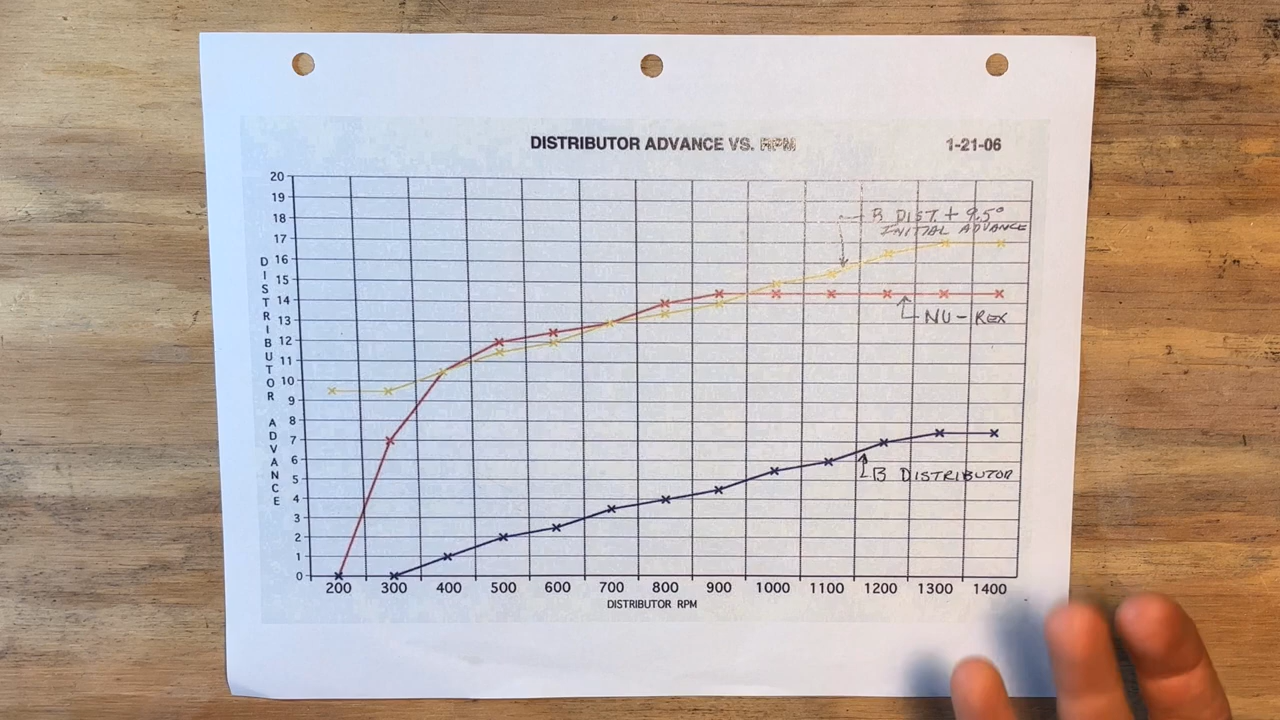 DISTRIBUTOR ADVANCE VS. RPM 1-21-06
20
19
18
17
16
15
14
13
12
11
10
9
8
7
6
5
4
3
2
1
0
DISTRIBUTOR ADVANCE
B DIST. + 9.5°
INITIAL ADVANCE
NU-REX
B DISTRIBUTOR
200 300 400 500 600 700 800 900 1000 1100 1200 1300 1400
DISTRIBUTOR RPM